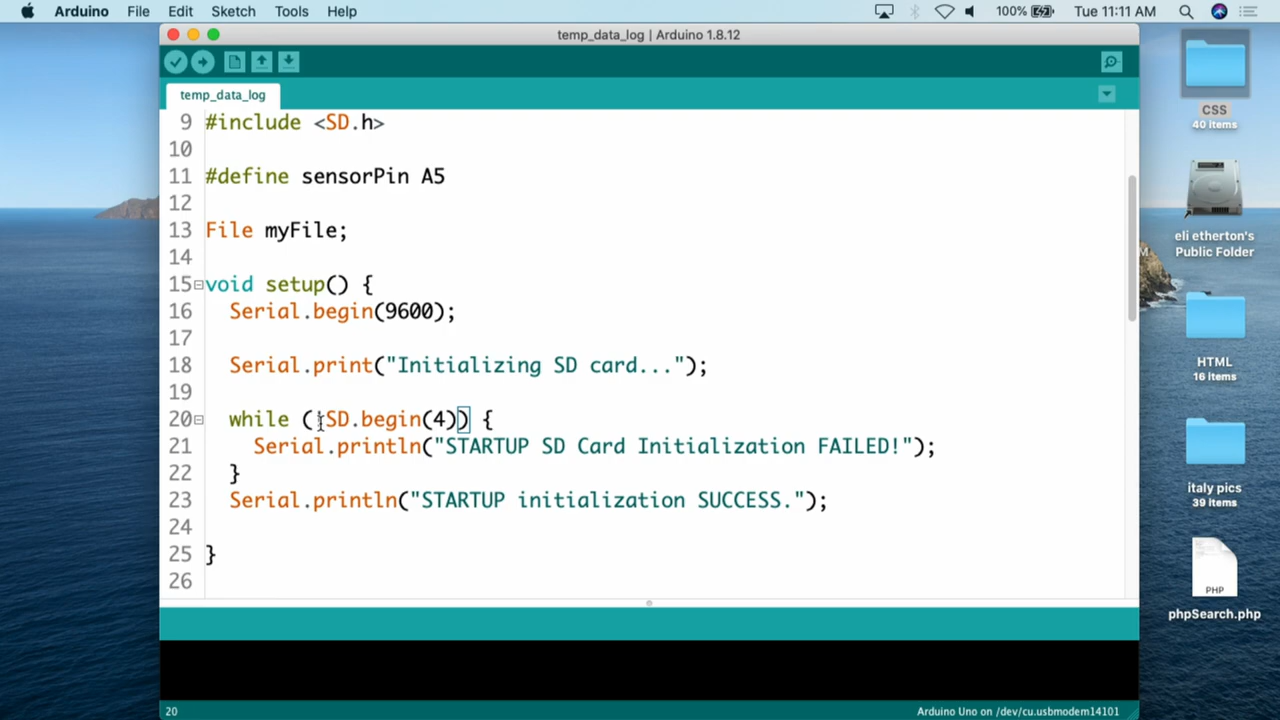 Arduino File Edit Sketch Tools Help 100% Tue 11:11 AM
temp_data_log | Arduino 1.8.12
temp_data_log
9 #include <SD.h>
10
11 #define sensorPin A5
12
13 File myFile;
14
15 void setup() {
16 Serial.begin(9600);
17
18 Serial.print("Initializing SD card...");
19
20 while (!SD.begin(4)) {
21 Serial.println("STARTUP SD Card Initialization FAILED!");
22 }
23 Serial.println("STARTUP initialization SUCCESS.");
24
25 }
26
20 Arduino Uno on /dev/cu.usbmodem14101
CSS
40 items
eli etherton's
Public Folder
M
HTML
16 items
italy pics
39 items
PHP
phpSearch.php